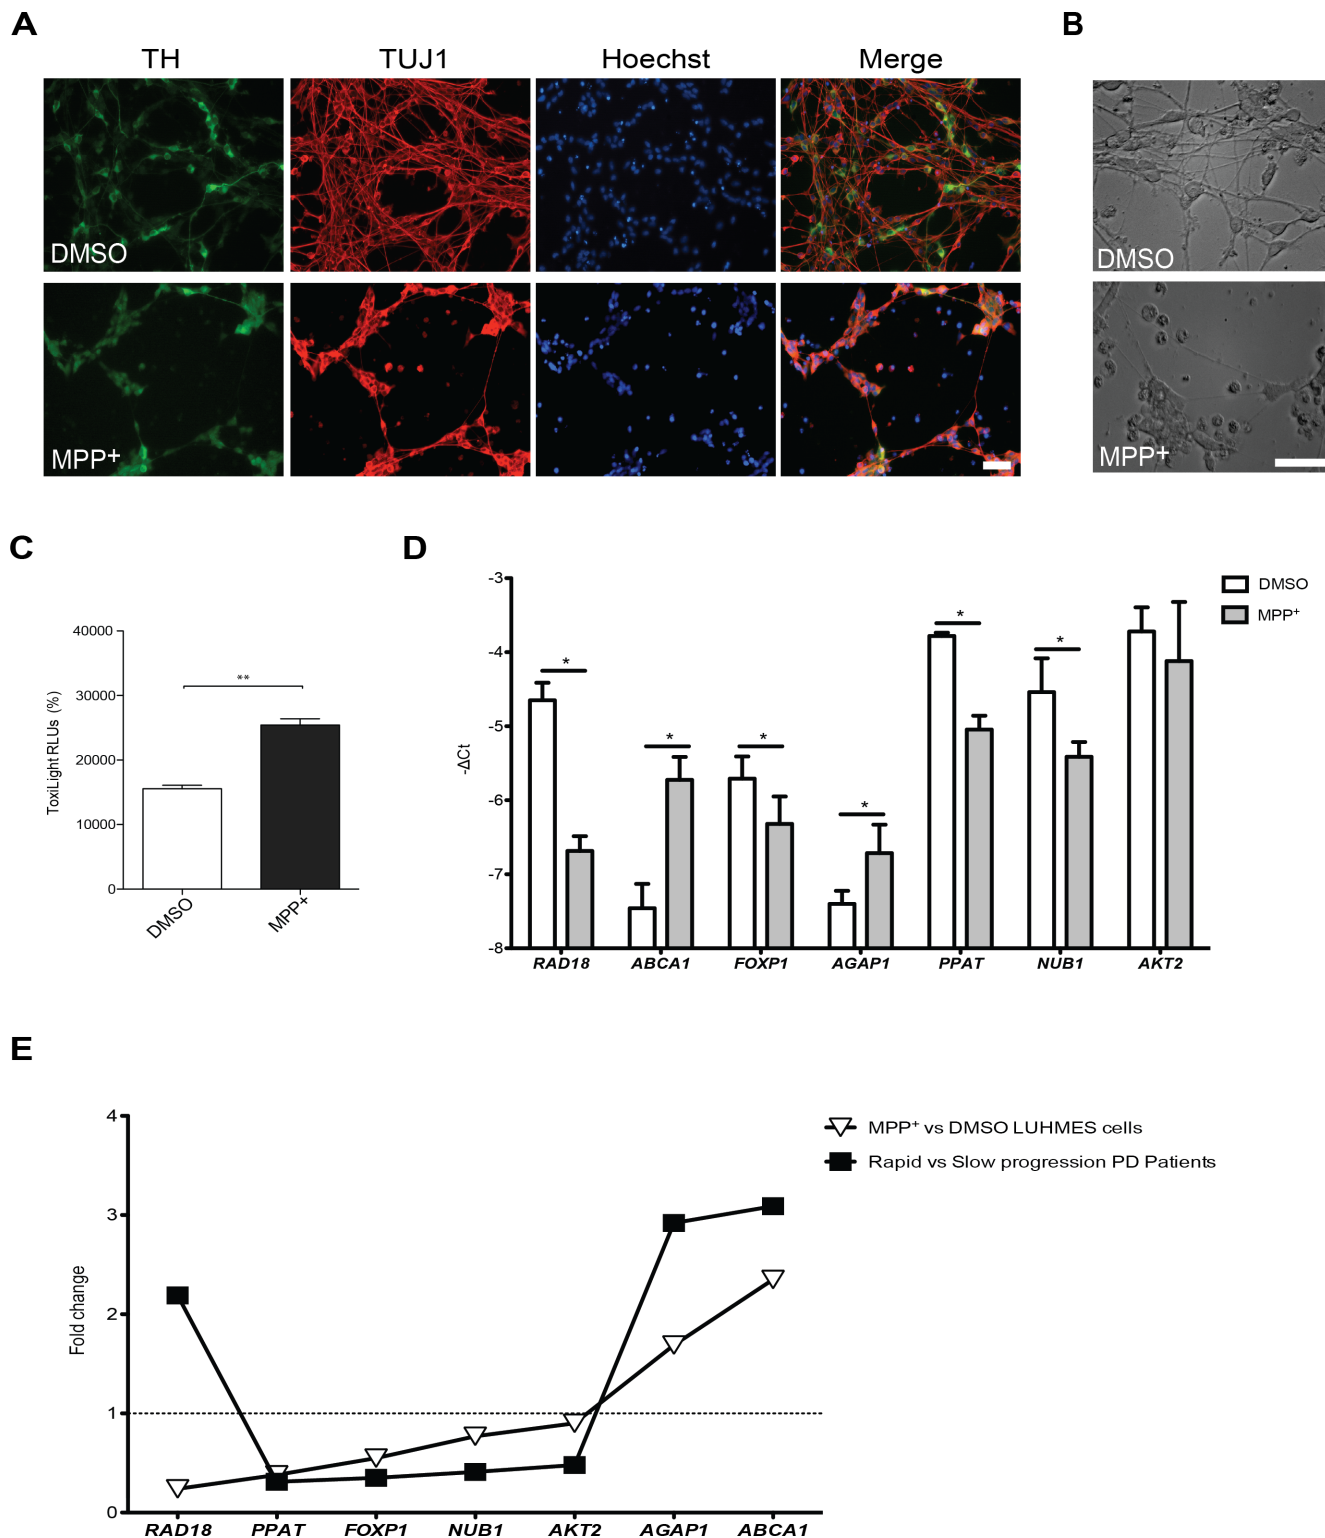 A
B
TH
TUJ1
Hoechst
Merge
DMSO
DMSO
MPP+
MPP+
C
D
40000
30000
20000
10000
0
ToxiLight RLUs (%)
**
DMSO
MPP+
-3
-4
-5
-6
-7
-8
-ΔCt
*
*
*
*
*
*
DMSO
MPP+
RAD18
ABCA1
FOXP1
AGAP1
PPAT
NUB1
AKT2
E
4
3
2
1
0
Fold change
MPP+ vs DMSO LUHMES cells
Rapid vs Slow progression PD Patients
RAD18
PPAT
FOXP1
NUB1
AKT2
AGAP1
ABCA1